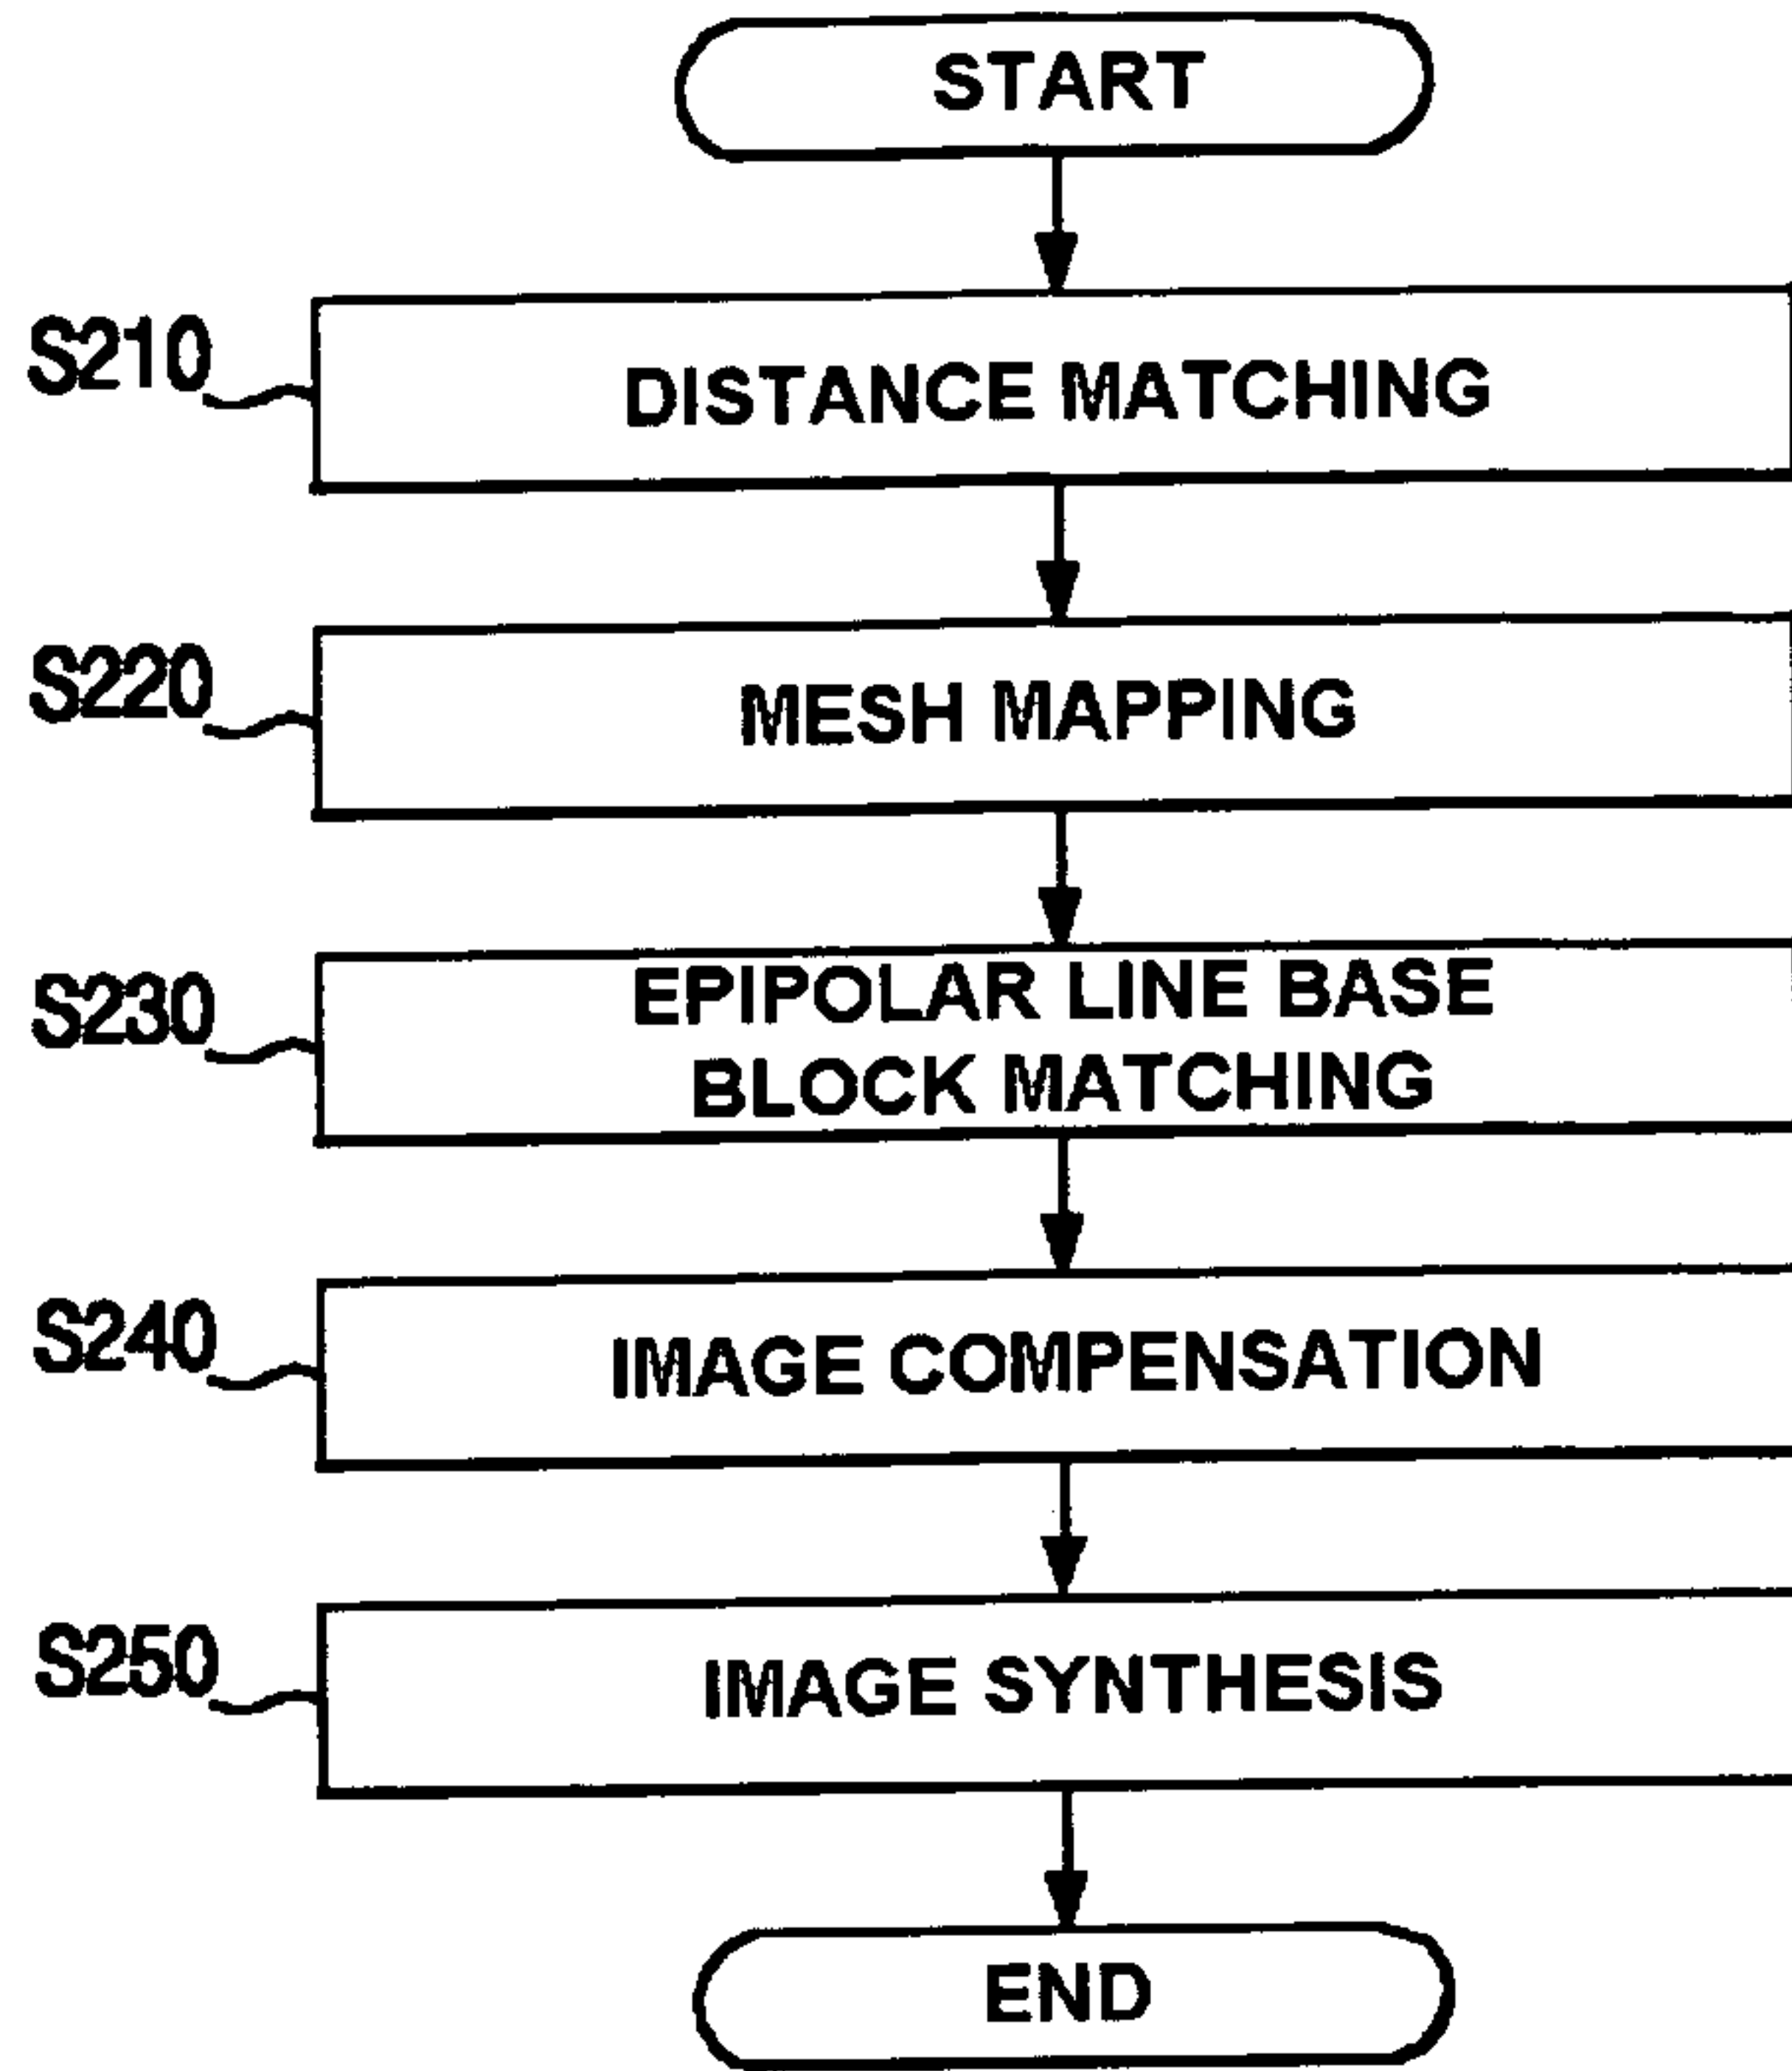 START
S210
DISTANCE MATCHING
S220
MESH MAPPING
S230
EPIPOLAR LINE BASE
BLOCK MATCHING
S240
IMAGE COMPENSATION
S250
IMAGE SYNTHESIS
END